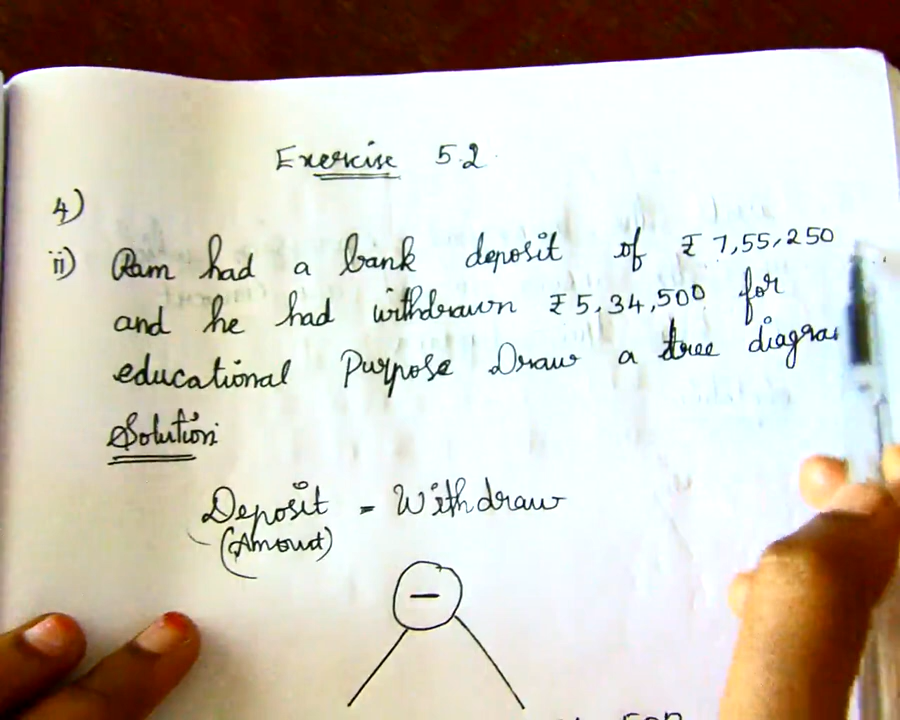 Exercise 5.2
4)
ii) Ram had a bank deposit of ₹ 7,55,250
and he had withdrawn ₹ 5,34,500 for
educational Purpose Draw a tree diagra
Solution:
Deposit - Withdraw
(Amount)
−